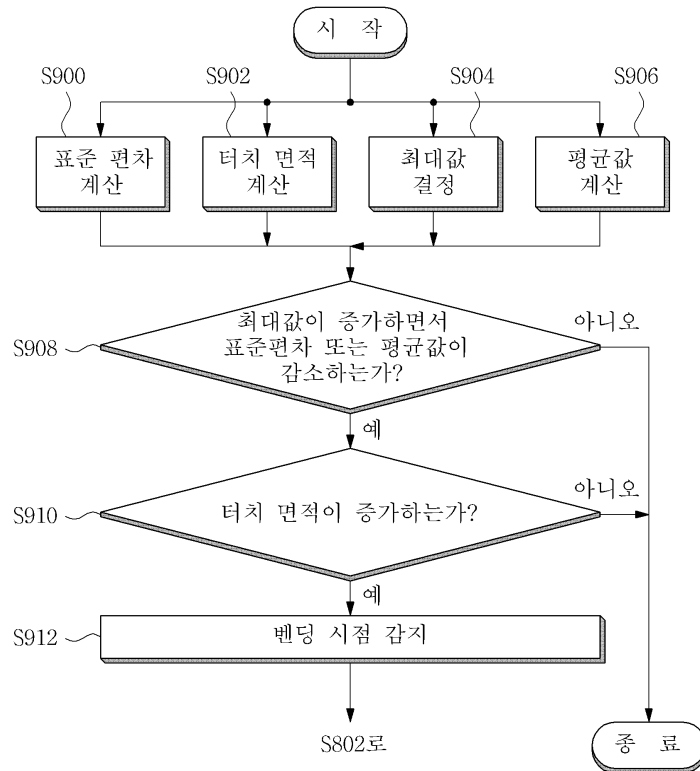 시 작
S900
S902
S904
S906
표준 편차
계산
터치 면적
계산
최대값
결정
평균값
계산
S908
최대값이 증가하면서
표준편차 또는 평균값이
감소하는가?
아니오
예
S910
터치 면적이 증가하는가?
아니오
예
S912
벤딩 시점 감지
S802로
종 료